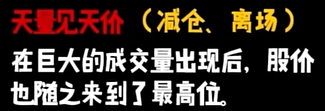 天量见天价（减仓、离场）
在巨大的成交量出现后，股价
也随之来到了最高位。